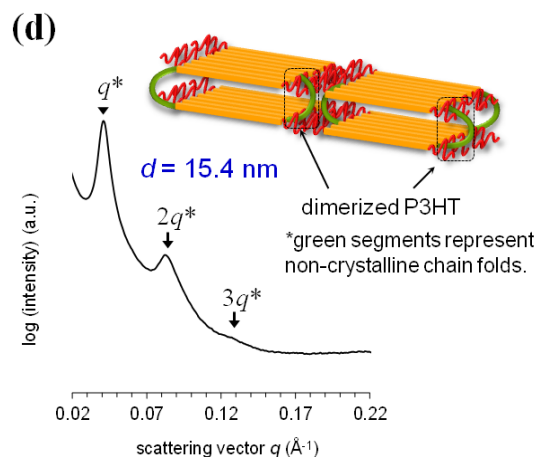 (d)
q*
d = 15.4 nm
dimerized P3HT
*green segments represent
non-crystalline chain folds.
2q*
3q*
log (intensity) (a.u.)
0.02 0.07 0.12 0.17 0.22
scattering vector q (Å-1)